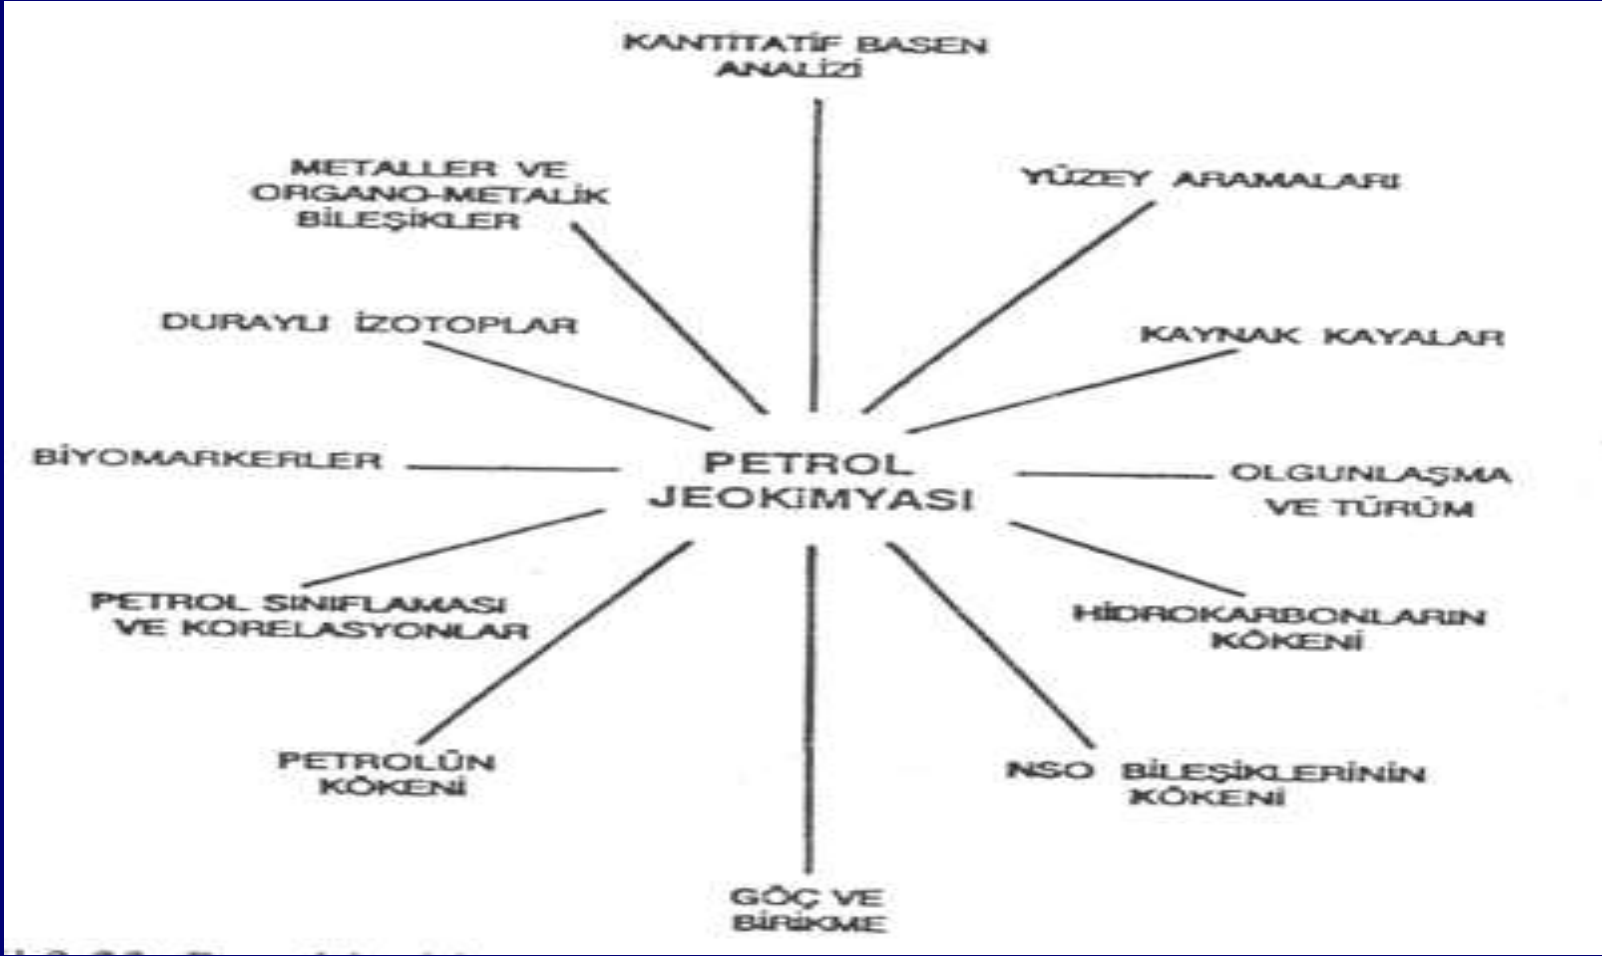 KANTİTATİF BASEN
ANALİZİ
METALLER VE
ORGANO-METALİK
BİLEŞİKLER
YÜZEY ARAMALARI
DURAYLI İZOTOPLAR
KAYNAK KAYALAR
BİYOMARKERLER
PETROL
JEOKİMYASI
OLGUNLAŞMA
VE TÜRÜM
PETROL SINIFLAMASI
VE KORELASYONLAR
HİDROKARBONLARIN
KÖKENİ
PETROLÜN
KÖKENİ
NSO BİLEŞİKLERİNİN
KÖKENİ
GÖÇ VE
BİRİKME